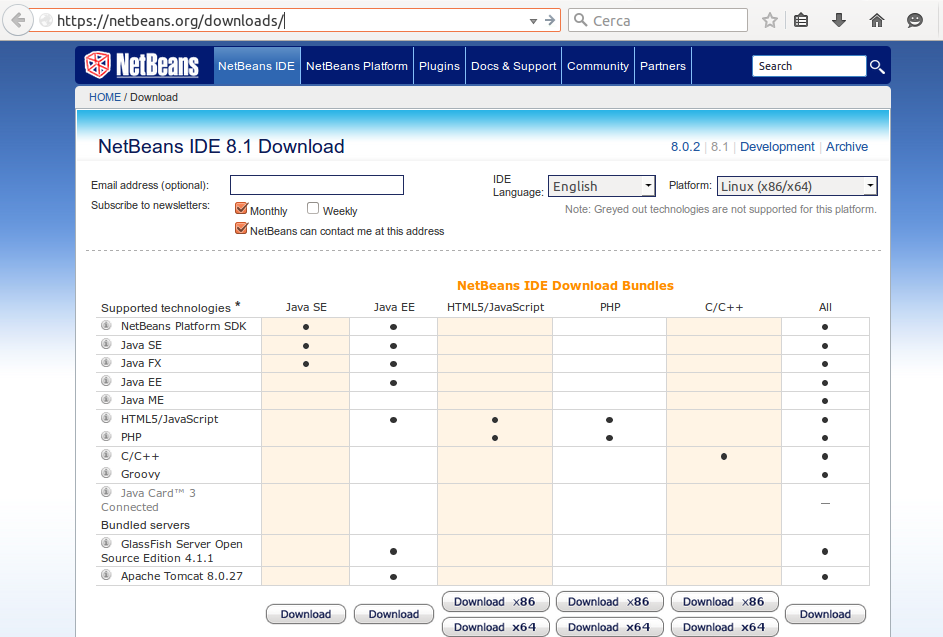 https://netbeans.org/downloads/
Cerca
NetBeans
NetBeans IDE
NetBeans Platform
Plugins
Docs & Support
Community
Partners
Search
HOME / Download
NetBeans IDE 8.1 Download
8.0.2 | 8.1 | Development | Archive
Email address (optional):
IDE Language:
English
Platform:
Linux (x86/x64)
Subscribe to newsletters:
Monthly
Weekly
Note: Greyed out technologies are not supported for this platform.
NetBeans can contact me at this address
NetBeans IDE Download Bundles
Supported technologies *
Java SE
Java EE
HTML5/JavaScript
PHP
C/C++
All
NetBeans Platform SDK
Java SE
Java FX
Java EE
Java ME
HTML5/JavaScript
PHP
C/C++
Groovy
Java Card™ 3
Connected
—
Bundled servers
GlassFish Server Open
Source Edition 4.1.1
Apache Tomcat 8.0.27
Download
Download
Download x86
Download x86
Download x86
Download
Download x64
Download x64
Download x64